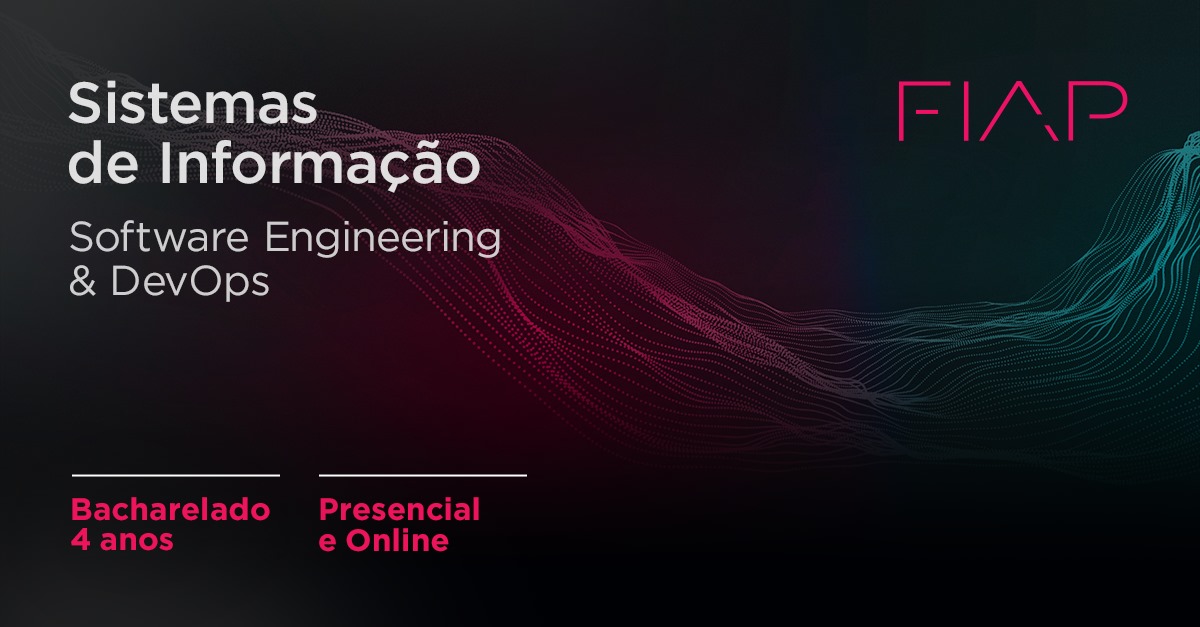 Sistemas
de Informação
Software Engineering
& DevOps
FIAP
Bacharelado
4 anos
Presencial
e Online